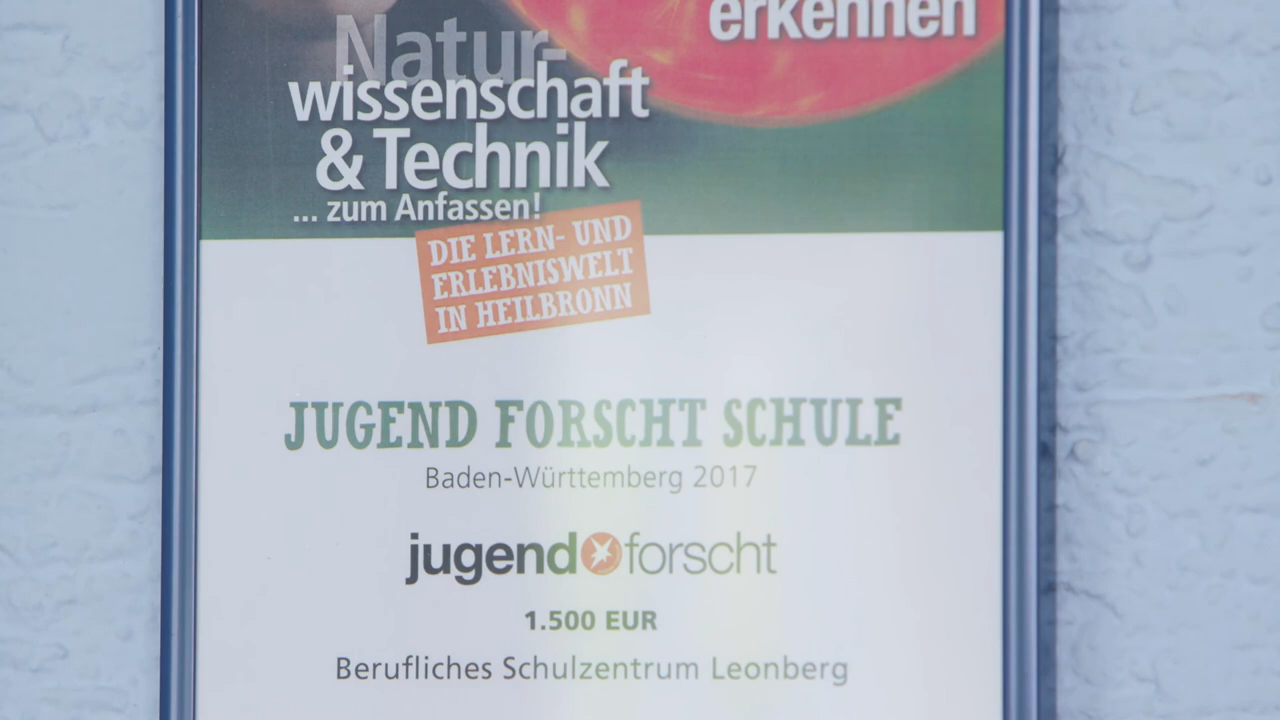 erkennen
Natur-
wissenschaft
& Technik
... zum Anfassen!
DIE LERN- UND
ERLEBNISWELT
IN HEILBRONN
JUGEND FORSCHT SCHULE
Baden-Württemberg 2017
jugend forscht
1.500 EUR
Berufliches Schulzentrum Leonberg